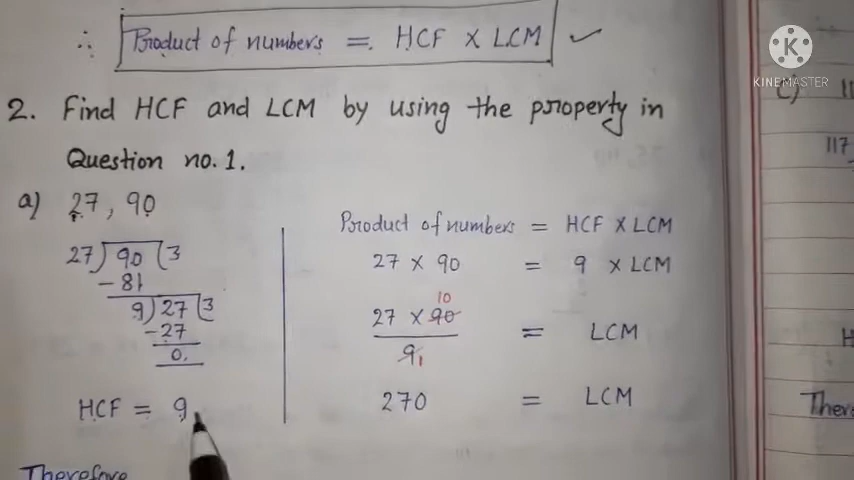 ∴ Product of numbers = HCF X LCM ✓
KINEMASTER
2. Find HCF and LCM by using the property in
Question no. 1.
a) 27, 90
27) 90 (3
- 81
9) 27 (3
- 27
0
HCF = 9
Product of numbers = HCF X LCM
27 X 90 = 9 X LCM
10
27 X 90
9 1
= LCM
270 = LCM
Therefore
c) 11
117
H
Ther